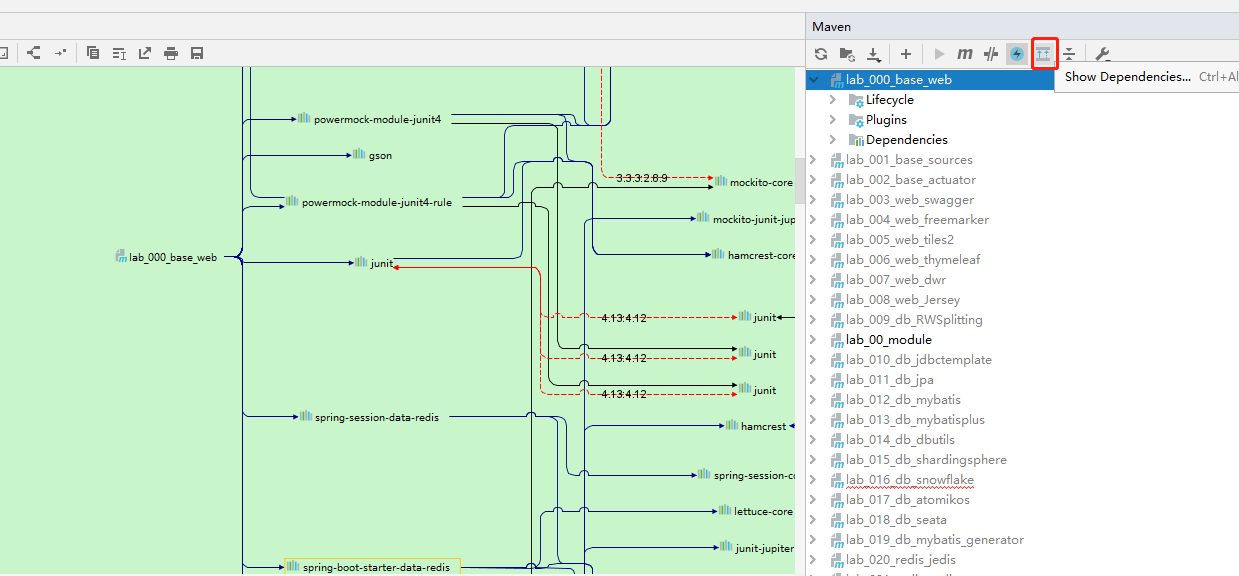 Maven
Show Dependencies... Ctrl+Al
lab_000_base_web
Lifecycle
Plugins
Dependencies
lab_001_base_sources
lab_002_base_actuator
lab_003_web_swagger
lab_004_web_freemarker
lab_005_web_tiles2
lab_006_web_thymeleaf
lab_007_web_dwr
lab_008_web_Jersey
lab_009_db_RWSplitting
lab_00_module
lab_010_db_jdbctemplate
lab_011_db_jpa
lab_012_db_mybatis
lab_013_db_mybatisplus
lab_014_db_dbutils
lab_015_db_shardingsphere
lab_016_db_snowflake
lab_017_db_atomikos
lab_018_db_seata
lab_019_db_mybatis_generator
lab_020_redis_jedis
powermock-module-junit4
gson
3.3.3:2.8.9
mockito-core
powermock-module-junit4-rule
mockito-junit-jup
lab_000_base_web
hamcrest-core
junit
4.13:4.12
junit
4.13:4.12
junit
4.13:4.12
junit
spring-session-data-redis
hamcrest
spring-session-co
lettuce-core
junit-jupiter
spring-boot-starter-data-redis